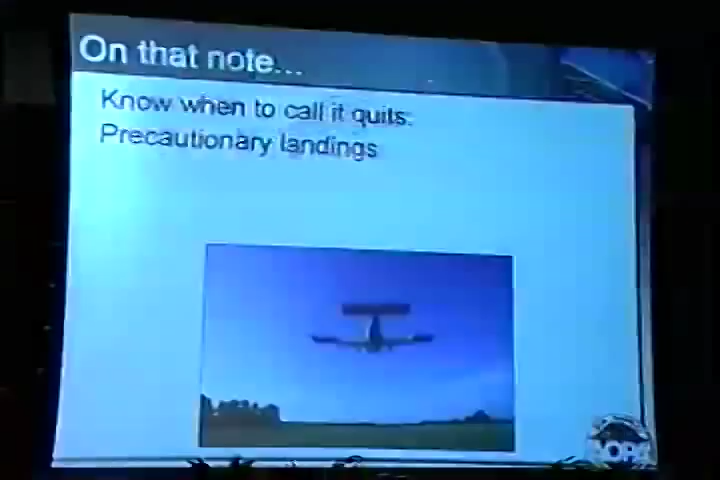 On that note...
Know when to call it quits:
Precautionary landings